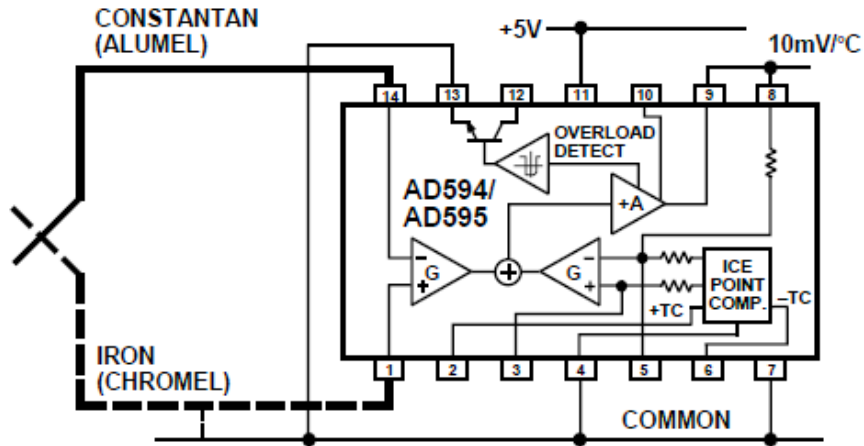 CONSTANTAN
(ALUMEL)
+5V
10mV/°C
14
13
12
11
10
9
8
OVERLOAD
DETECT
AD594/
AD595
+A
–
G
+
+
–
G
+
ICE
POINT
COMP.
+TC
–TC
IRON
(CHROMEL)
1
2
3
4
5
6
7
COMMON